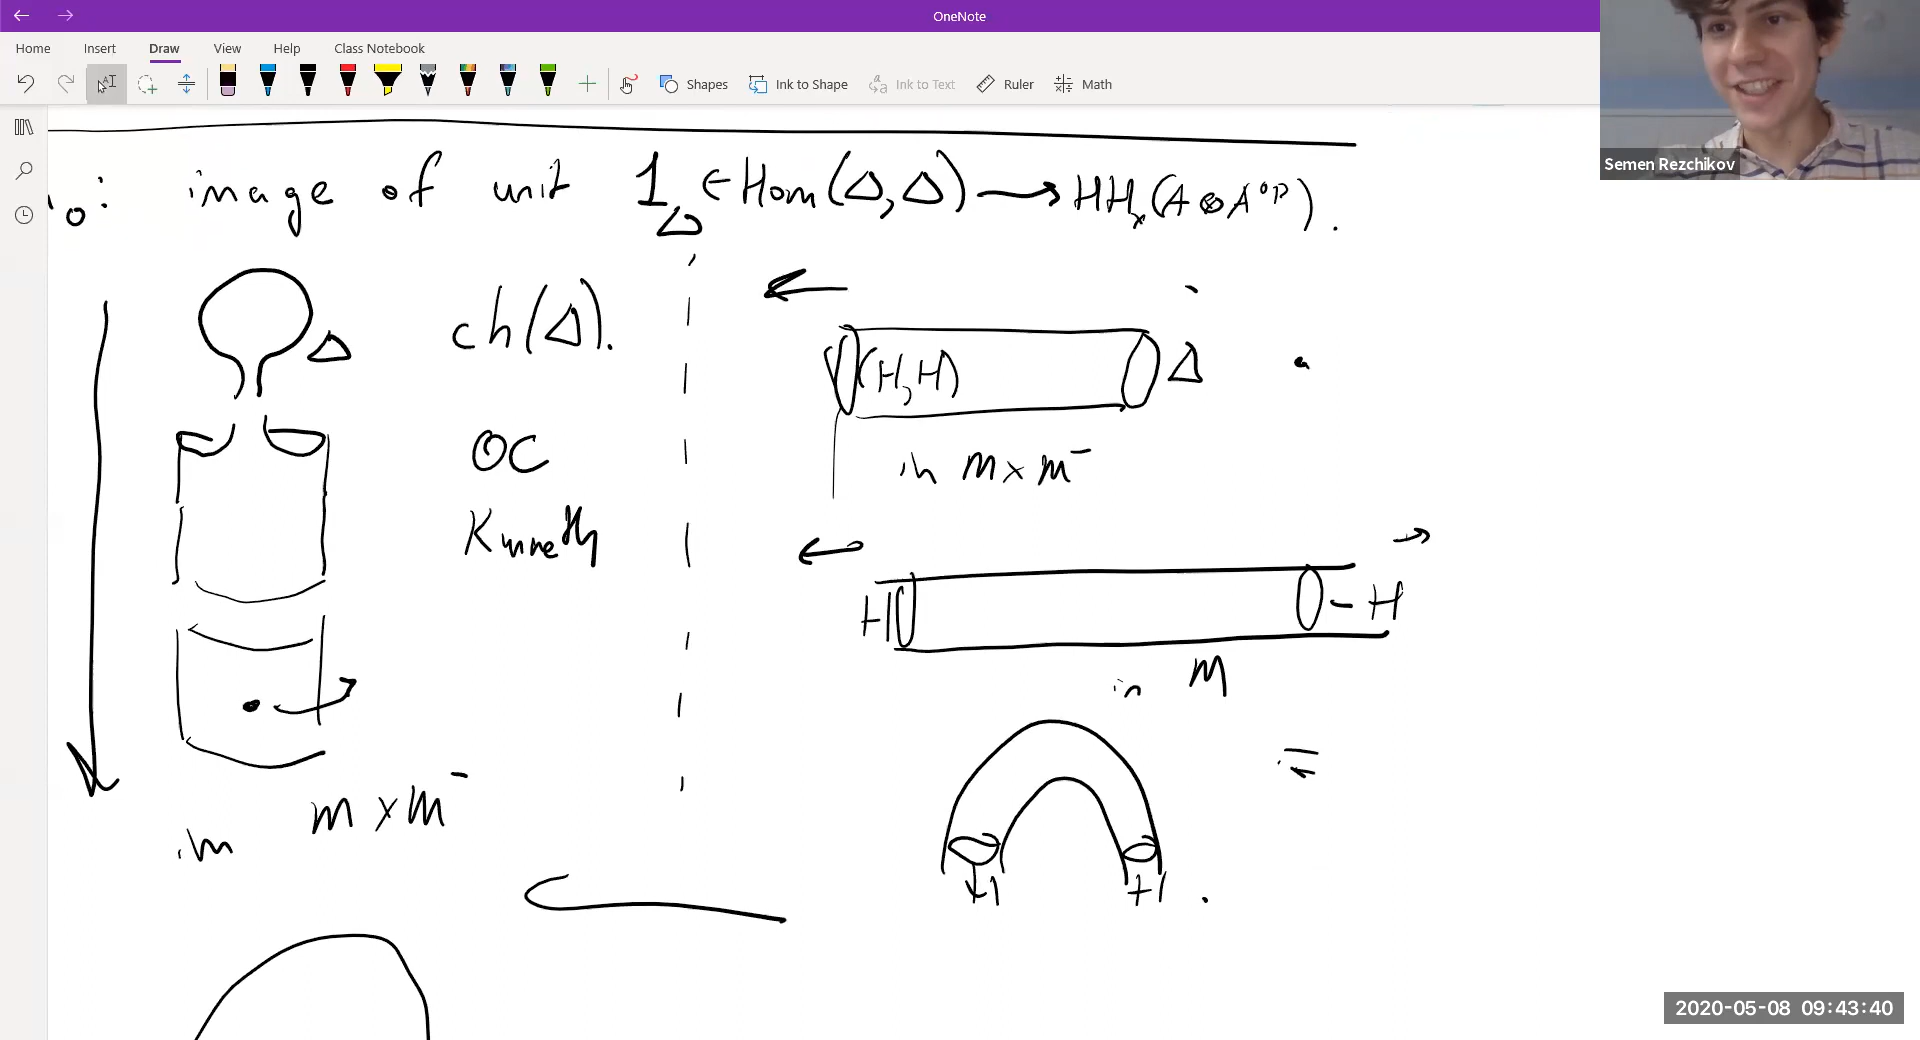 OneNote
Home Insert Draw View Help Class Notebook
Shapes Ink to Shape Ink to Text Ruler Math
Semen Rezchikov
0: image of unit 1_Δ ∈ Hom(Δ, Δ) → HH_*(A ⊗ A^op).
ch(Δ).
Δ
(H, H) Δ
OC
in M × M⁻
Kunneth
H - H
in M
in M × M⁻
+1 +1 .
2020-05-08 09:43:40